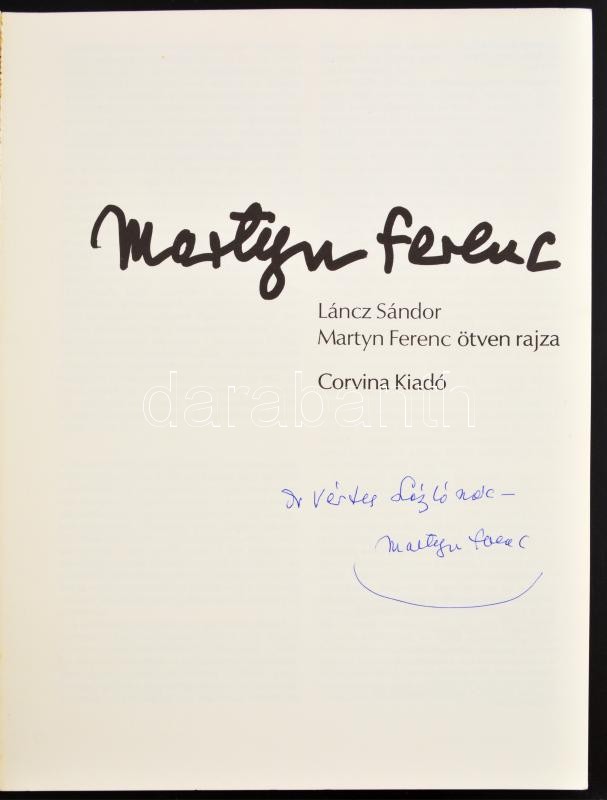 Martyn Ferenc
Láncz Sándor
Martyn Ferenc ötven rajza
Corvina Kiadó
darabanth
Dr Vértes Lászlónak –
Martyn Ferenc